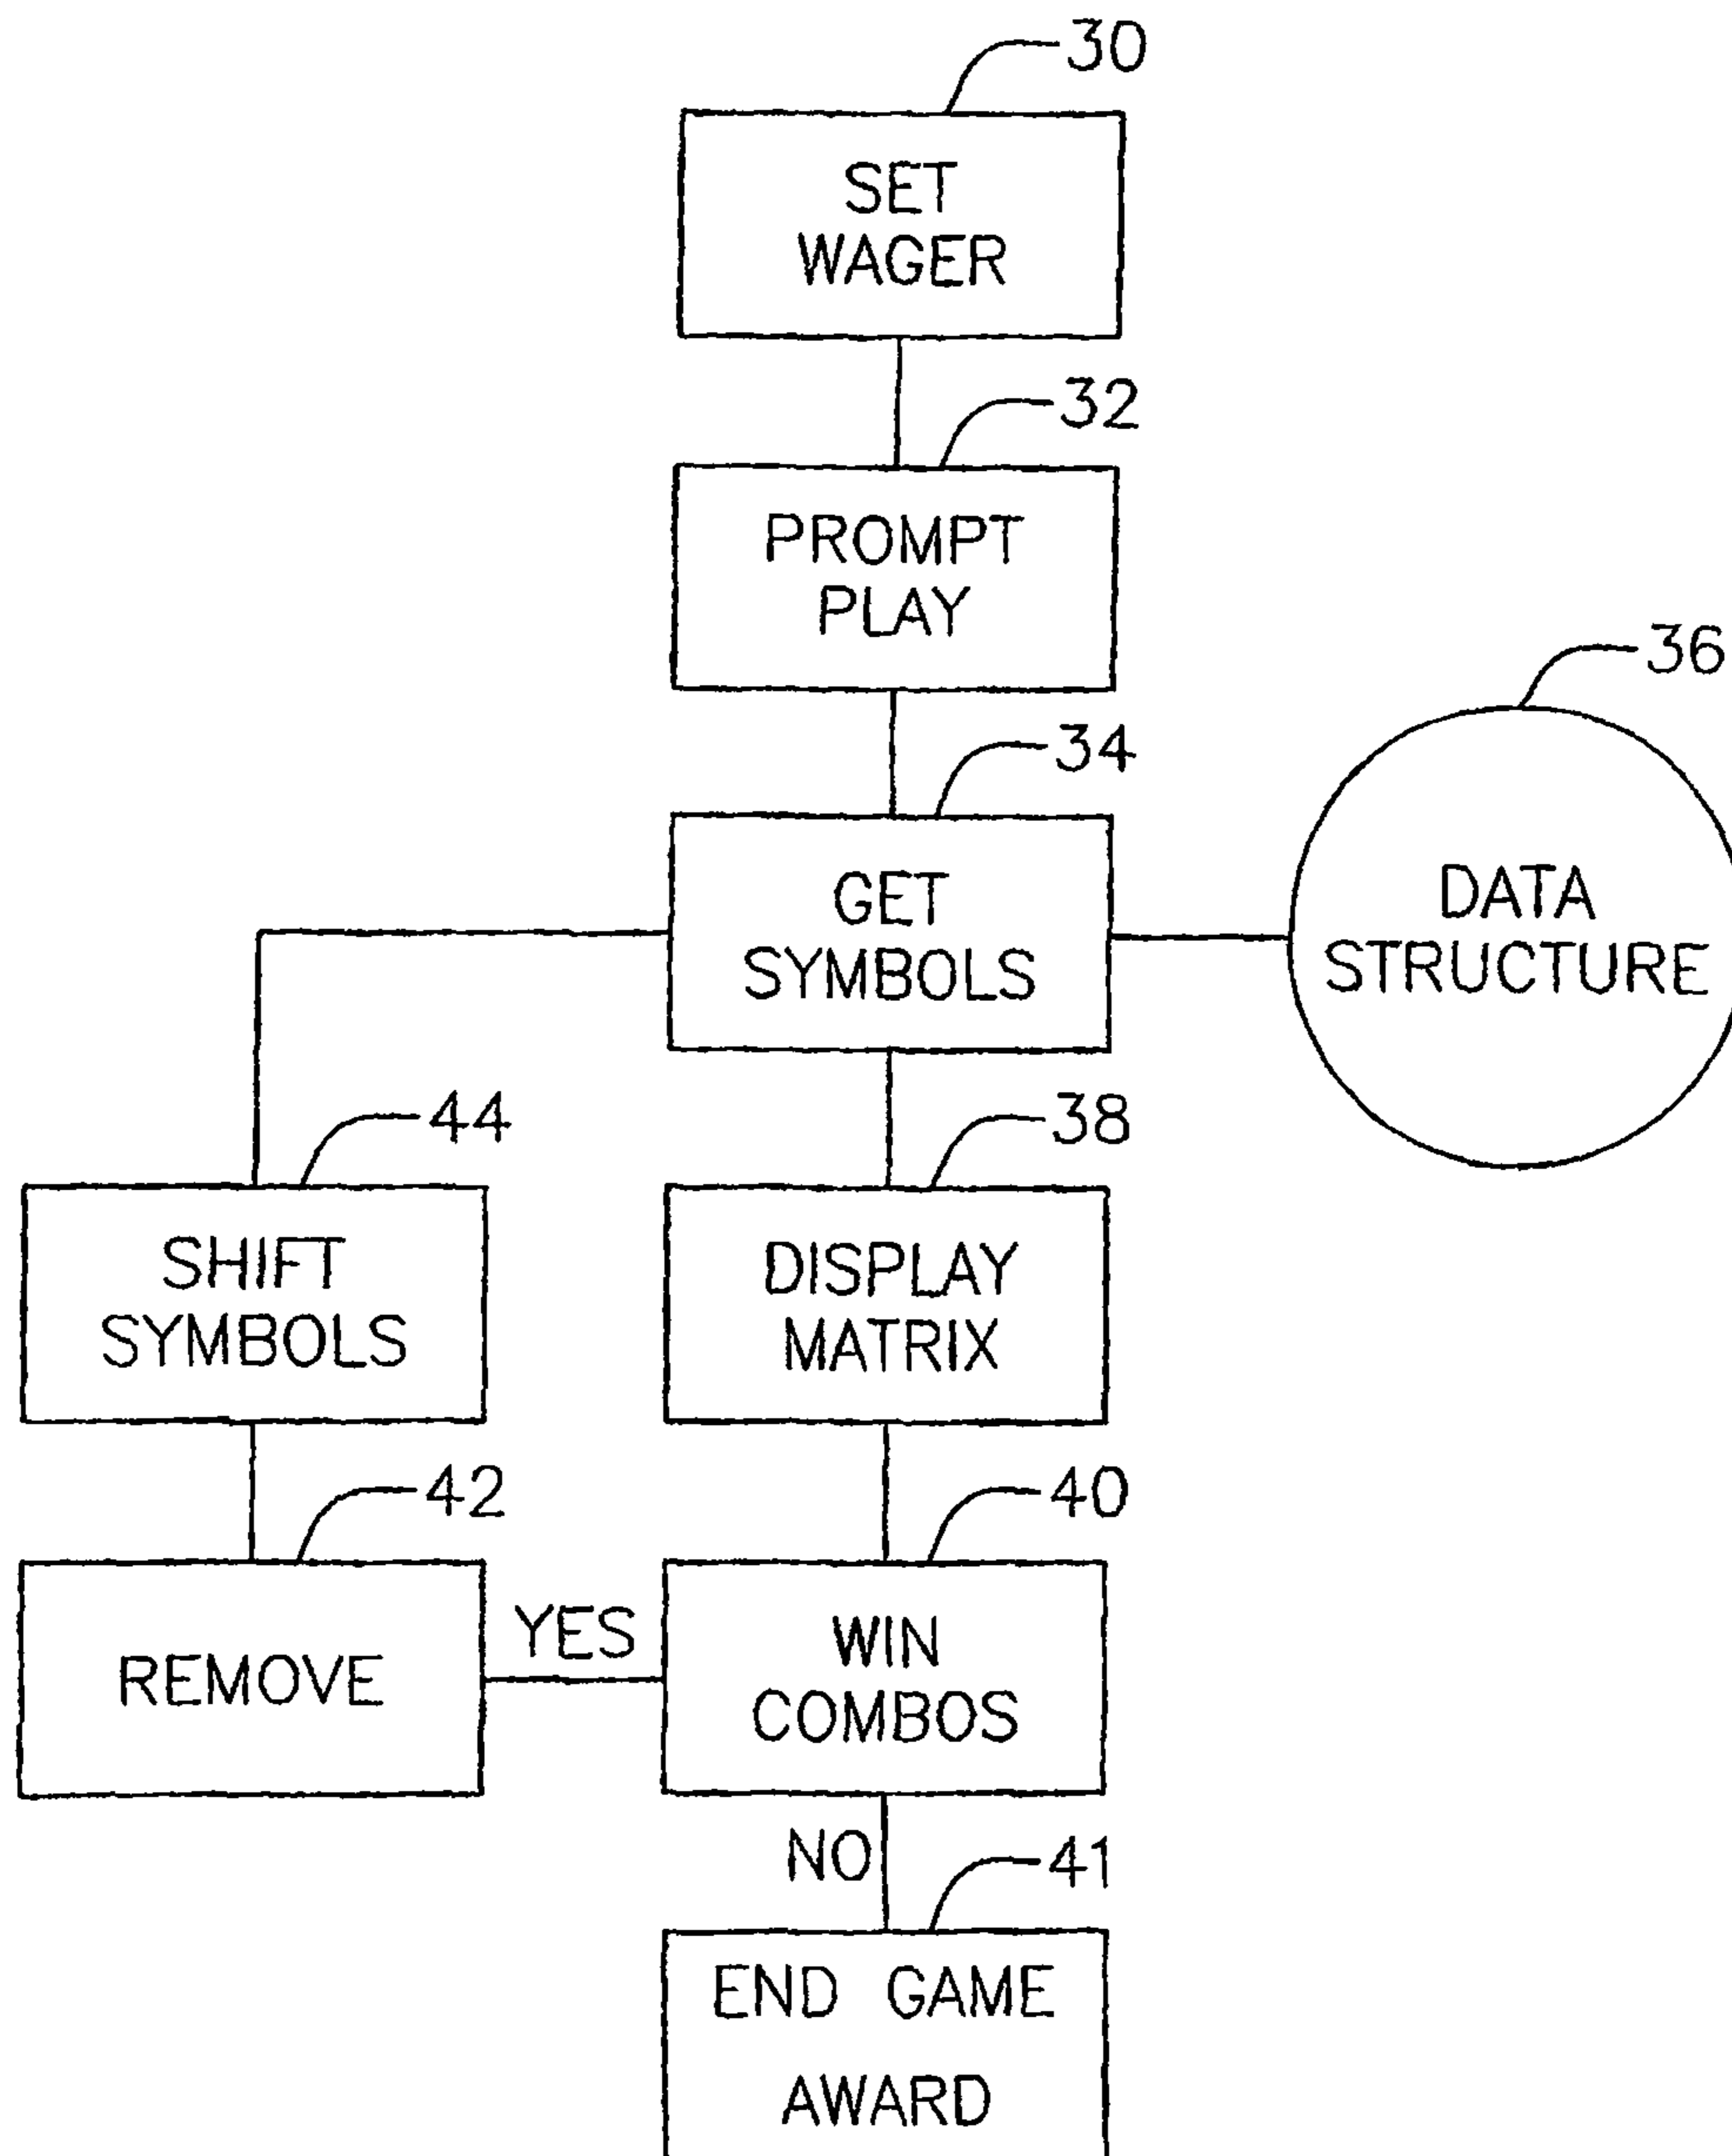 30
SET
WAGER
32
PROMPT
PLAY
36
34
GET
SYMBOLS
DATA
STRUCTURE
44
38
SHIFT
SYMBOLS
DISPLAY
MATRIX
42
40
REMOVE
YES
WIN
COMBOS
NO
41
END GAME
AWARD